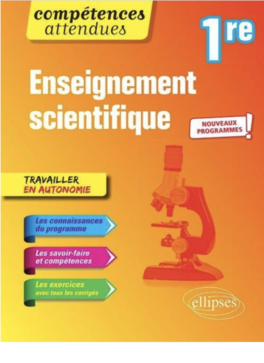 compétences
attendues
1re
Enseignement
scientifique
NOUVEAUX
PROGRAMMES !
TRAVAILLER
EN AUTONOMIE
Les connaissances
du programme
Les savoir-faire
et compétences
Les exercices
avec tous les corrigés
ellipses